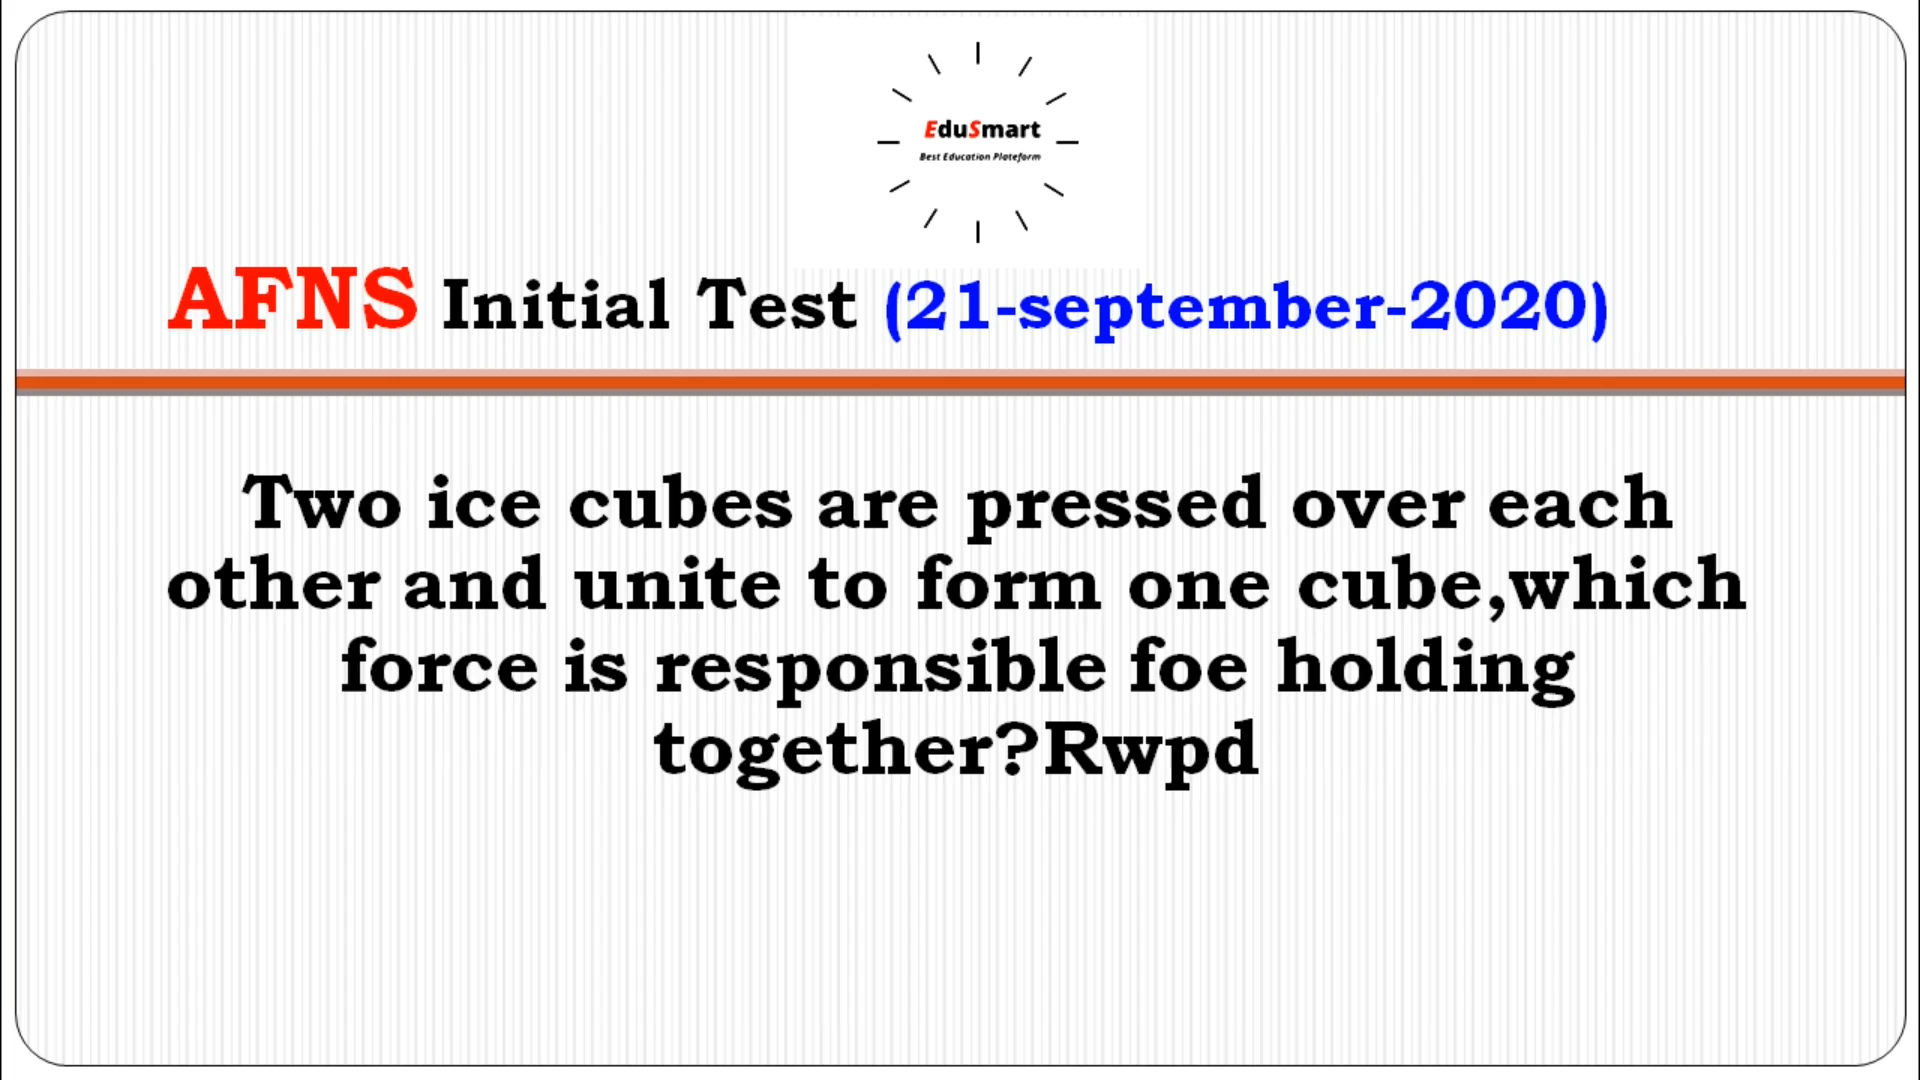 EduSmart
Best Education Plateform
AFNS Initial Test (21-september-2020)
Two ice cubes are pressed over each
other and unite to form one cube,which
force is responsible foe holding
together?Rwpd